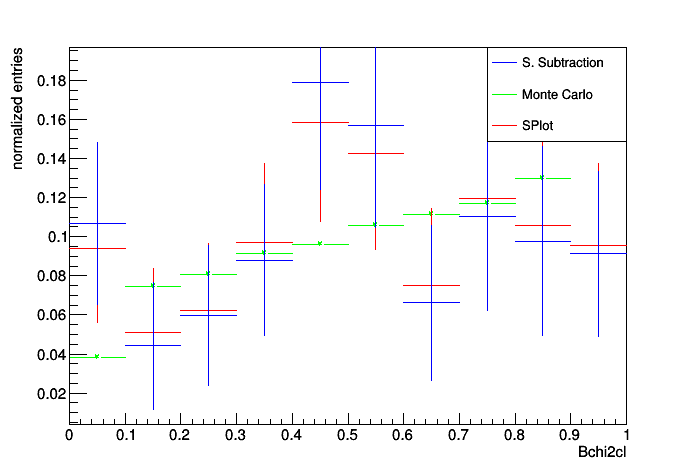 normalized entries
0.18
0.16
0.14
0.12
0.1
0.08
0.06
0.04
0.02
S. Subtraction
Monte Carlo
SPlot
0 0.1 0.2 0.3 0.4 0.5 0.6 0.7 0.8 0.9 1
Bchi2cl